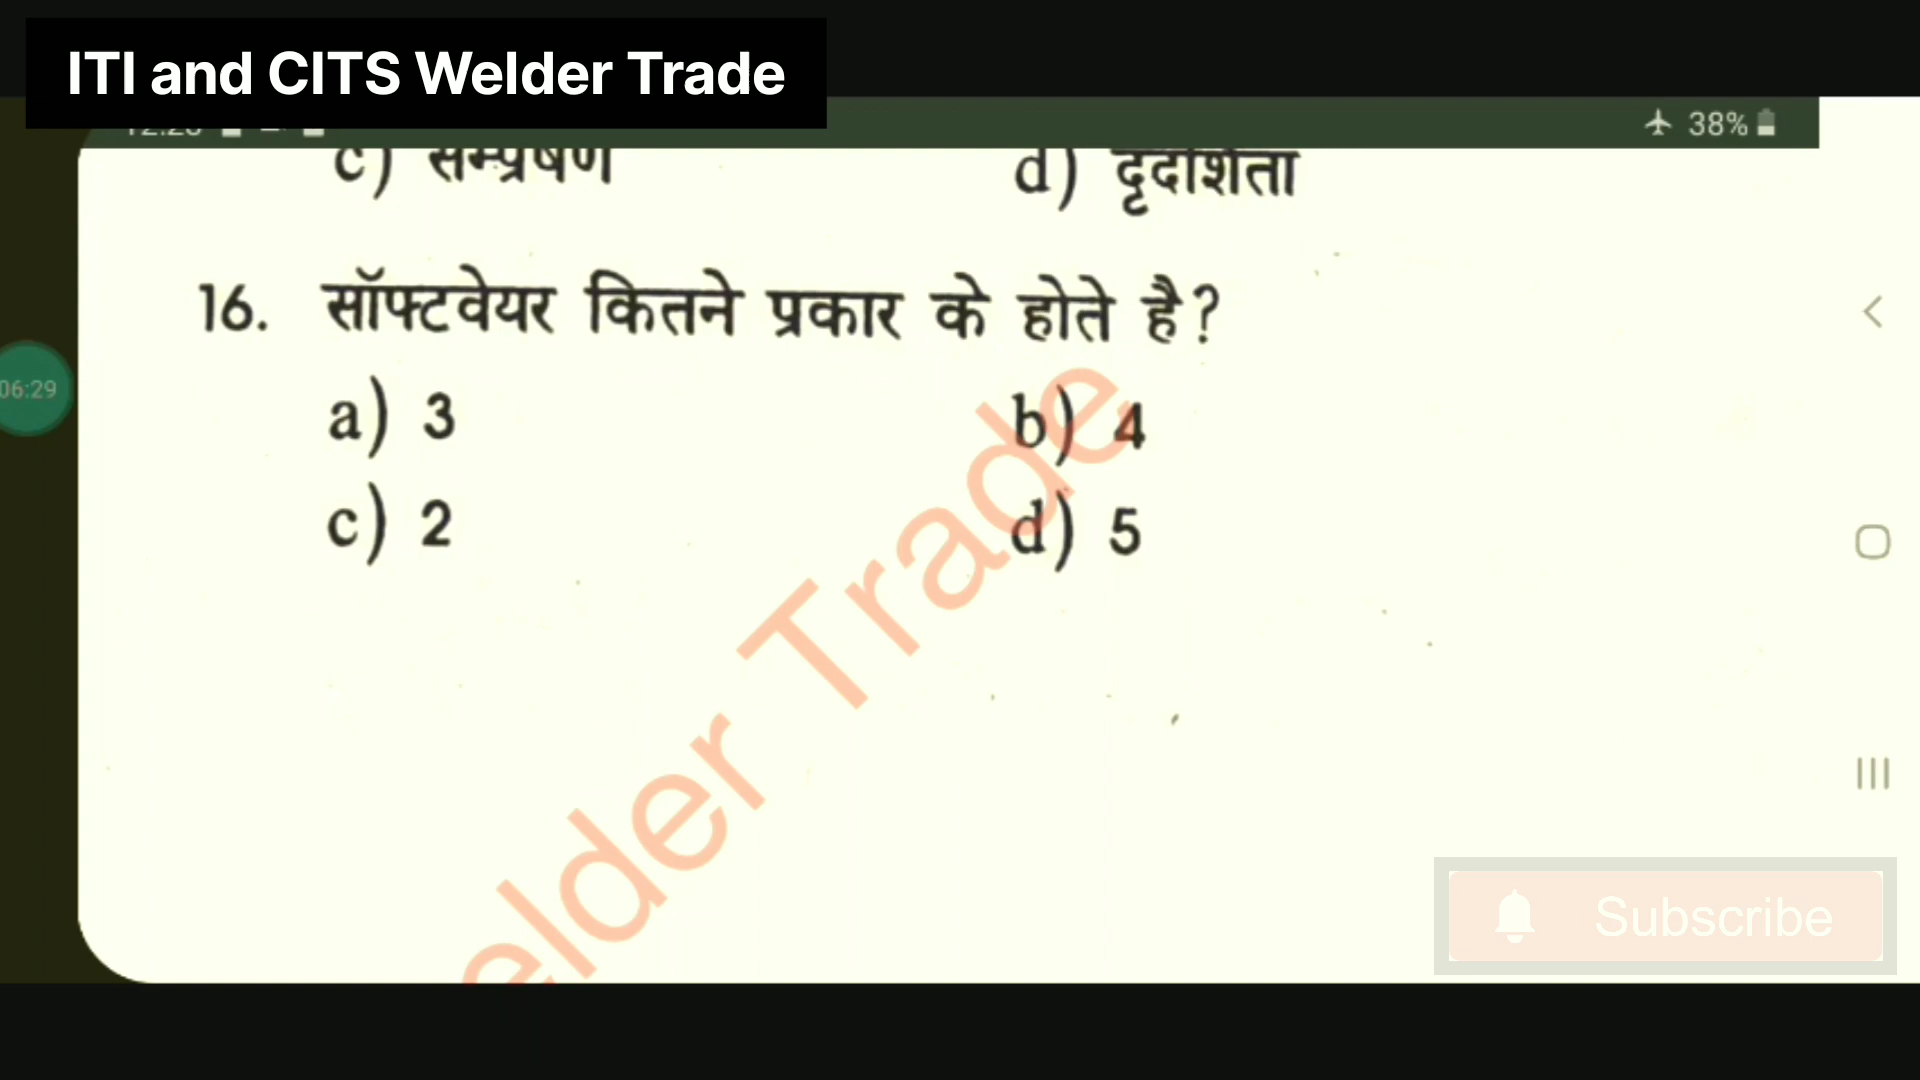 ITI and CITS Welder Trade
38%
c) सम्प्रेषण d) दृढर्शिता
16. सॉफ्टवेयर कितने प्रकार के होते है?
06:29
a) 3 b) 4
c) 2 d) 5
elder Trade
Subscribe